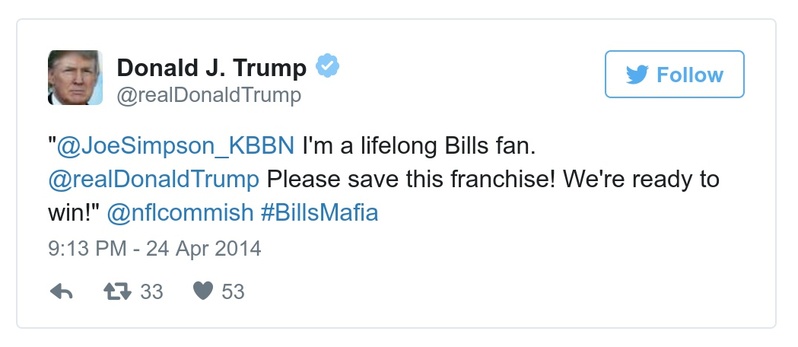 Donald J. Trump
@realDonaldTrump
Follow
"@JoeSimpson_KBBN I'm a lifelong Bills fan.
@realDonaldTrump Please save this franchise! We're ready to
win!" @nflcommish #BillsMafia
9:13 PM - 24 Apr 2014
33 53